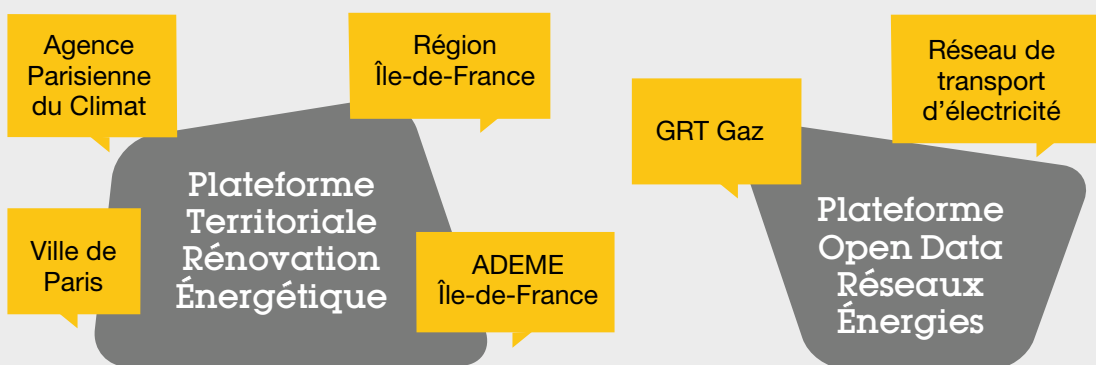 Agence
Parisienne
du Climat
Région
Île-de-France
Plateforme
Territoriale
Rénovation
Énergétique
Ville de
Paris
ADEME
Île-de-France
Réseau de
transport
d’électricité
GRT Gaz
Plateforme
Open Data
Réseaux
Énergies